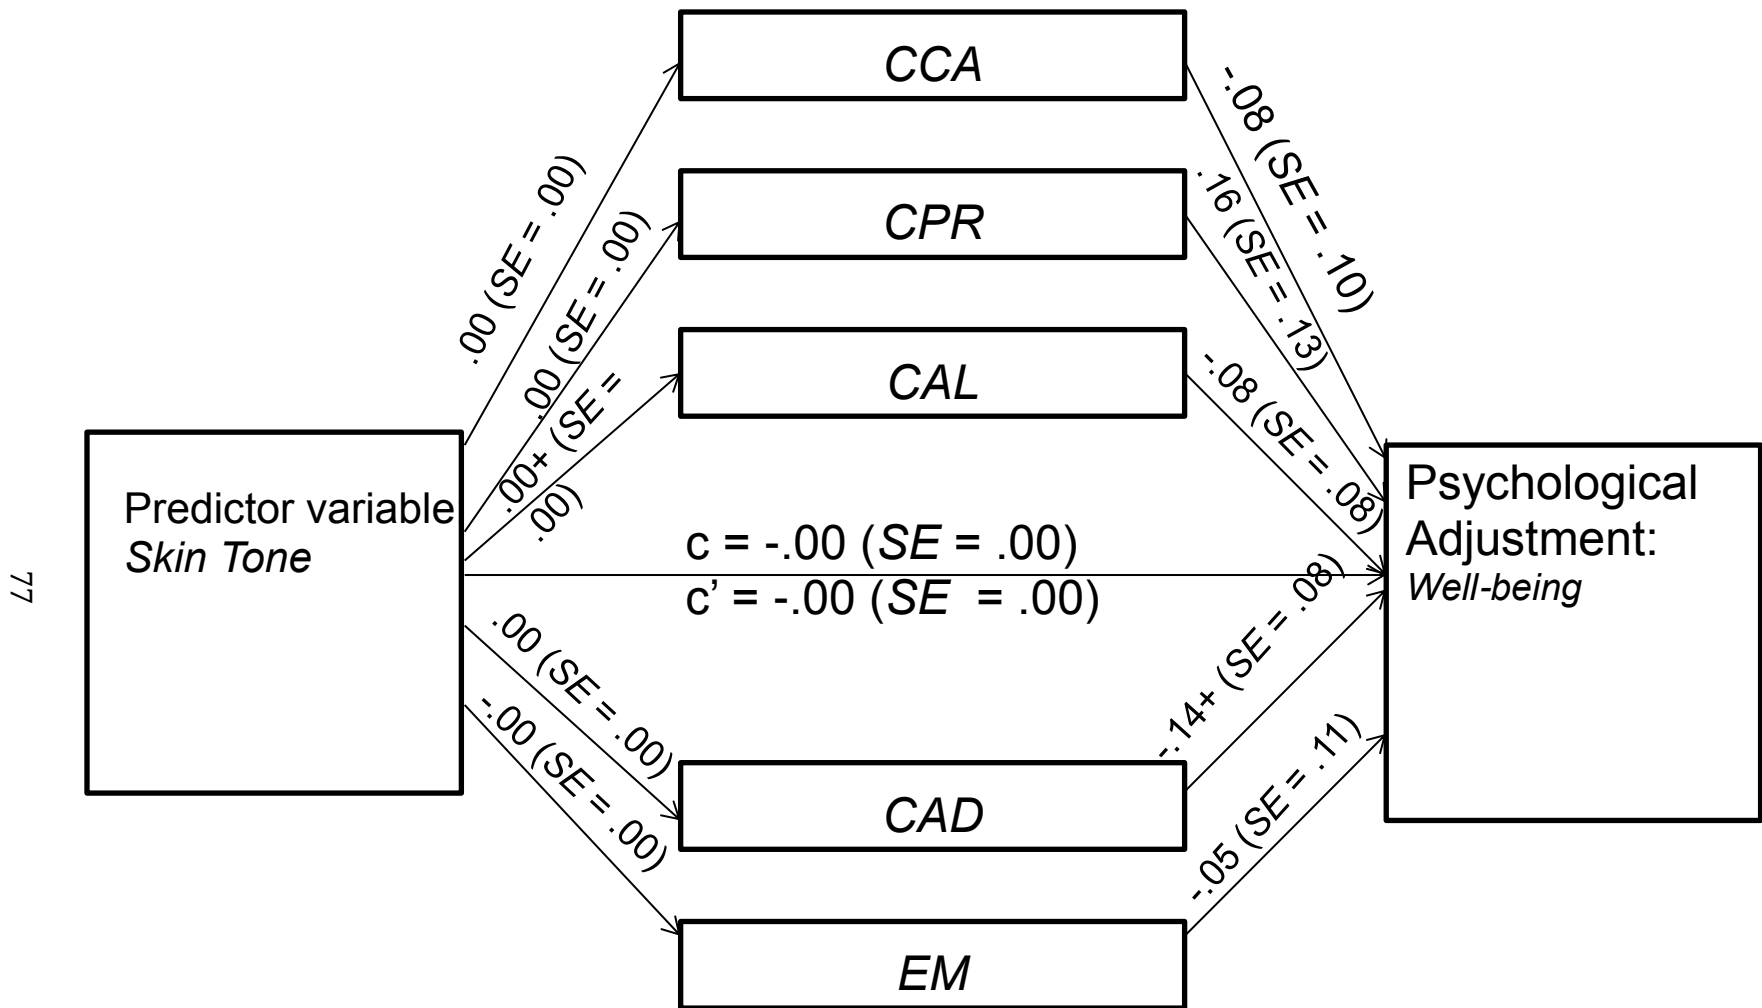 CCA
-.08 (SE = .10)
.00 (SE = .00)
CPR
.16 (SE = .13)
.00 (SE = .00)
CAL
-.08 (SE = .08)
.00+ (SE =
.00)
Predictor variable
Skin Tone
c = -.00 (SE = .00)
c’ = -.00 (SE = .00)
Psychological
Adjustment:
Well-being
77
.00 (SE = .00)
-.14+ (SE = .08)
-.00 (SE = .00)
CAD
-.05 (SE = .11)
EM